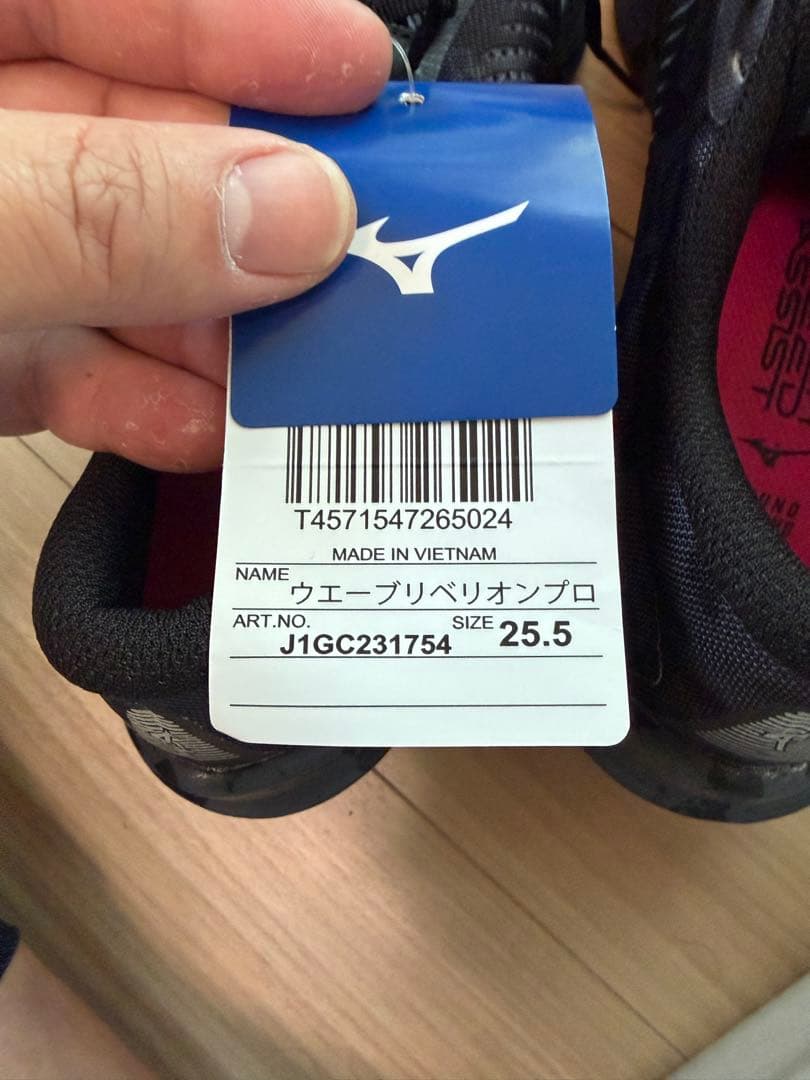 T4571547265024
MADE IN VIETNAM
NAME
ウエーブリベリオンプロ
ART.NO.
J1GC231754
SIZE 25.5